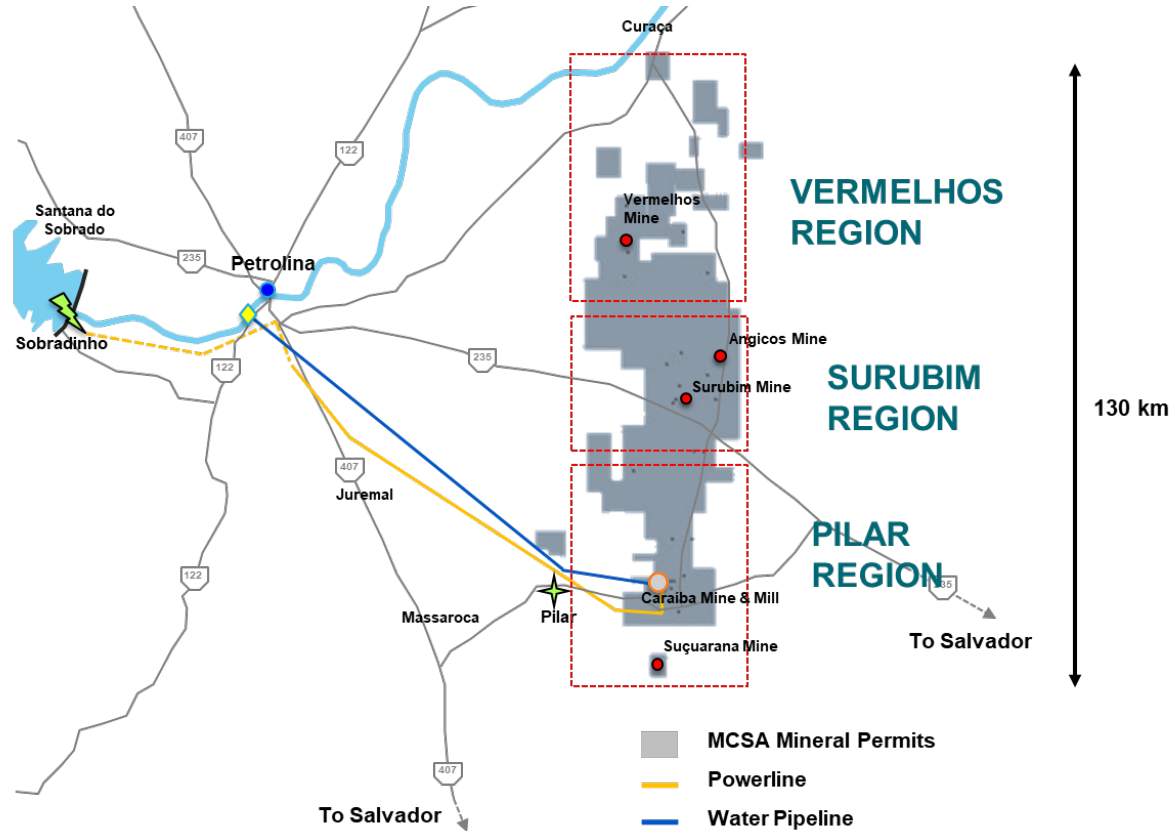 Curaça
407
122
VERMELHOS
REGION
Vermelhos
Mine
Santana do
Sobrado
235
Petrolina
Sobradinho
122
235
Angicos Mine
Surubim Mine
SURUBIM
REGION
130 km
407
Juremal
PILAR
REGION
122
235
Massaroca
Pilar
Caraiba Mine & Mill
To Salvador
Suçuarana Mine
407
To Salvador
MCSA Mineral Permits
Powerline
Water Pipeline